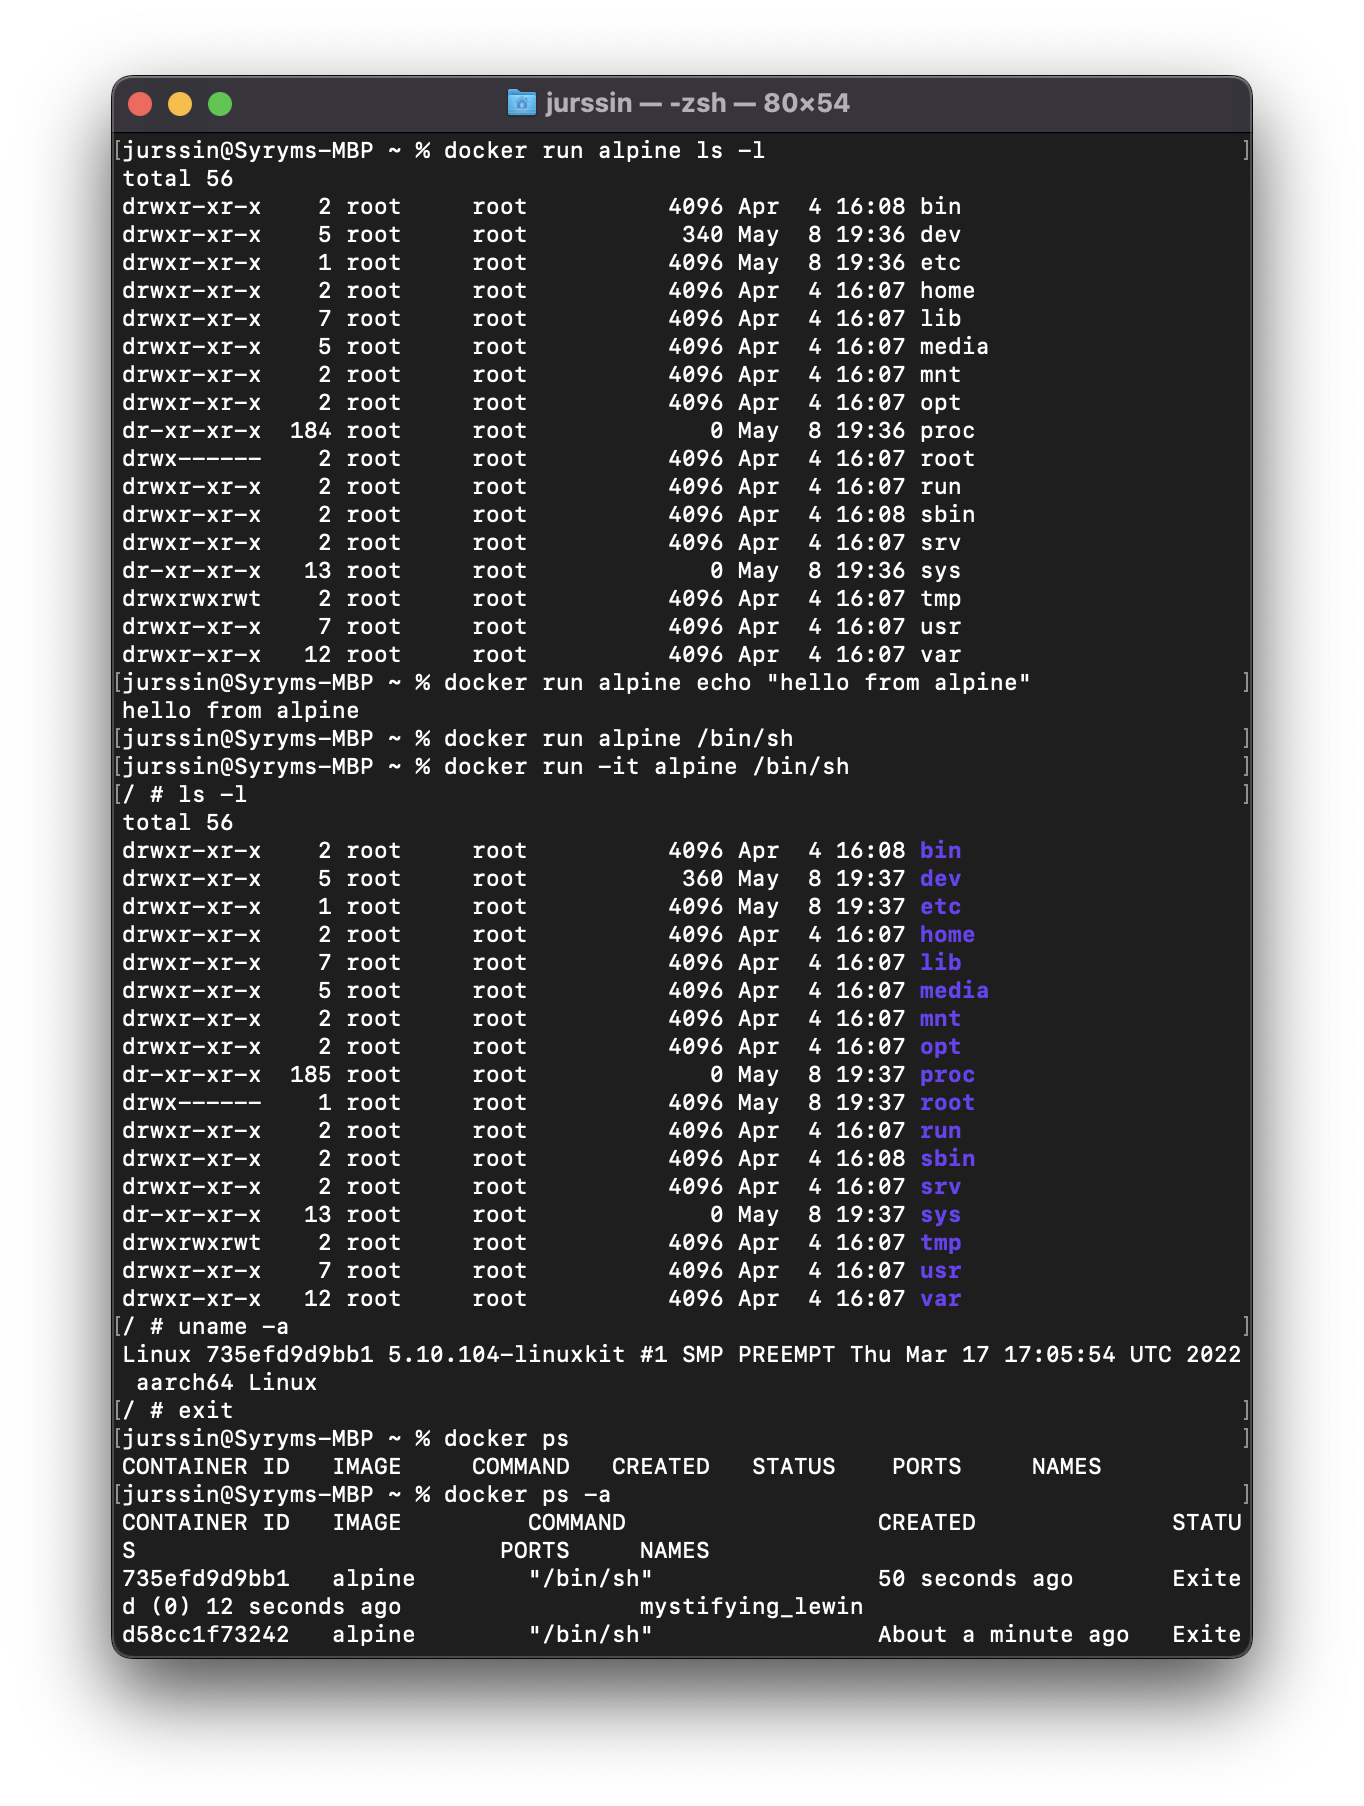 jurssin — -zsh — 80×54
[jurssin@Syryms-MBP ~ % docker run alpine ls -l ]
total 56
drwxr-xr-x    2 root     root          4096 Apr  4 16:08 bin
drwxr-xr-x    5 root     root           340 May  8 19:36 dev
drwxr-xr-x    1 root     root          4096 May  8 19:36 etc
drwxr-xr-x    2 root     root          4096 Apr  4 16:07 home
drwxr-xr-x    7 root     root          4096 Apr  4 16:07 lib
drwxr-xr-x    5 root     root          4096 Apr  4 16:07 media
drwxr-xr-x    2 root     root          4096 Apr  4 16:07 mnt
drwxr-xr-x    2 root     root          4096 Apr  4 16:07 opt
dr-xr-xr-x  184 root     root             0 May  8 19:36 proc
drwx------    2 root     root          4096 Apr  4 16:07 root
drwxr-xr-x    2 root     root          4096 Apr  4 16:07 run
drwxr-xr-x    2 root     root          4096 Apr  4 16:08 sbin
drwxr-xr-x    2 root     root          4096 Apr  4 16:07 srv
dr-xr-xr-x   13 root     root             0 May  8 19:36 sys
drwxrwxrwt    2 root     root          4096 Apr  4 16:07 tmp
drwxr-xr-x    7 root     root          4096 Apr  4 16:07 usr
drwxr-xr-x   12 root     root          4096 Apr  4 16:07 var
[jurssin@Syryms-MBP ~ % docker run alpine echo "hello from alpine" ]
hello from alpine
[jurssin@Syryms-MBP ~ % docker run alpine /bin/sh ]
[jurssin@Syryms-MBP ~ % docker run -it alpine /bin/sh ]
[/ # ls -l ]
total 56
drwxr-xr-x    2 root     root          4096 Apr  4 16:08 bin
drwxr-xr-x    5 root     root           360 May  8 19:37 dev
drwxr-xr-x    1 root     root          4096 May  8 19:37 etc
drwxr-xr-x    2 root     root          4096 Apr  4 16:07 home
drwxr-xr-x    7 root     root          4096 Apr  4 16:07 lib
drwxr-xr-x    5 root     root          4096 Apr  4 16:07 media
drwxr-xr-x    2 root     root          4096 Apr  4 16:07 mnt
drwxr-xr-x    2 root     root          4096 Apr  4 16:07 opt
dr-xr-xr-x  185 root     root             0 May  8 19:37 proc
drwx------    1 root     root          4096 May  8 19:37 root
drwxr-xr-x    2 root     root          4096 Apr  4 16:07 run
drwxr-xr-x    2 root     root          4096 Apr  4 16:08 sbin
drwxr-xr-x    2 root     root          4096 Apr  4 16:07 srv
dr-xr-xr-x   13 root     root             0 May  8 19:37 sys
drwxrwxrwt    2 root     root          4096 Apr  4 16:07 tmp
drwxr-xr-x    7 root     root          4096 Apr  4 16:07 usr
drwxr-xr-x   12 root     root          4096 Apr  4 16:07 var
[/ # uname -a ]
Linux 735efd9d9bb1 5.10.104-linuxkit #1 SMP PREEMPT Thu Mar 17 17:05:54 UTC 2022
 aarch64 Linux
[/ # exit ]
[jurssin@Syryms-MBP ~ % docker ps ]
CONTAINER ID   IMAGE     COMMAND   CREATED   STATUS    PORTS     NAMES
[jurssin@Syryms-MBP ~ % docker ps -a ]
CONTAINER ID   IMAGE         COMMAND                  CREATED              STATU
S                          PORTS     NAMES
735efd9d9bb1   alpine        "/bin/sh"                50 seconds ago       Exite
d (0) 12 seconds ago                 mystifying_lewin
d58cc1f73242   alpine        "/bin/sh"                About a minute ago   Exite